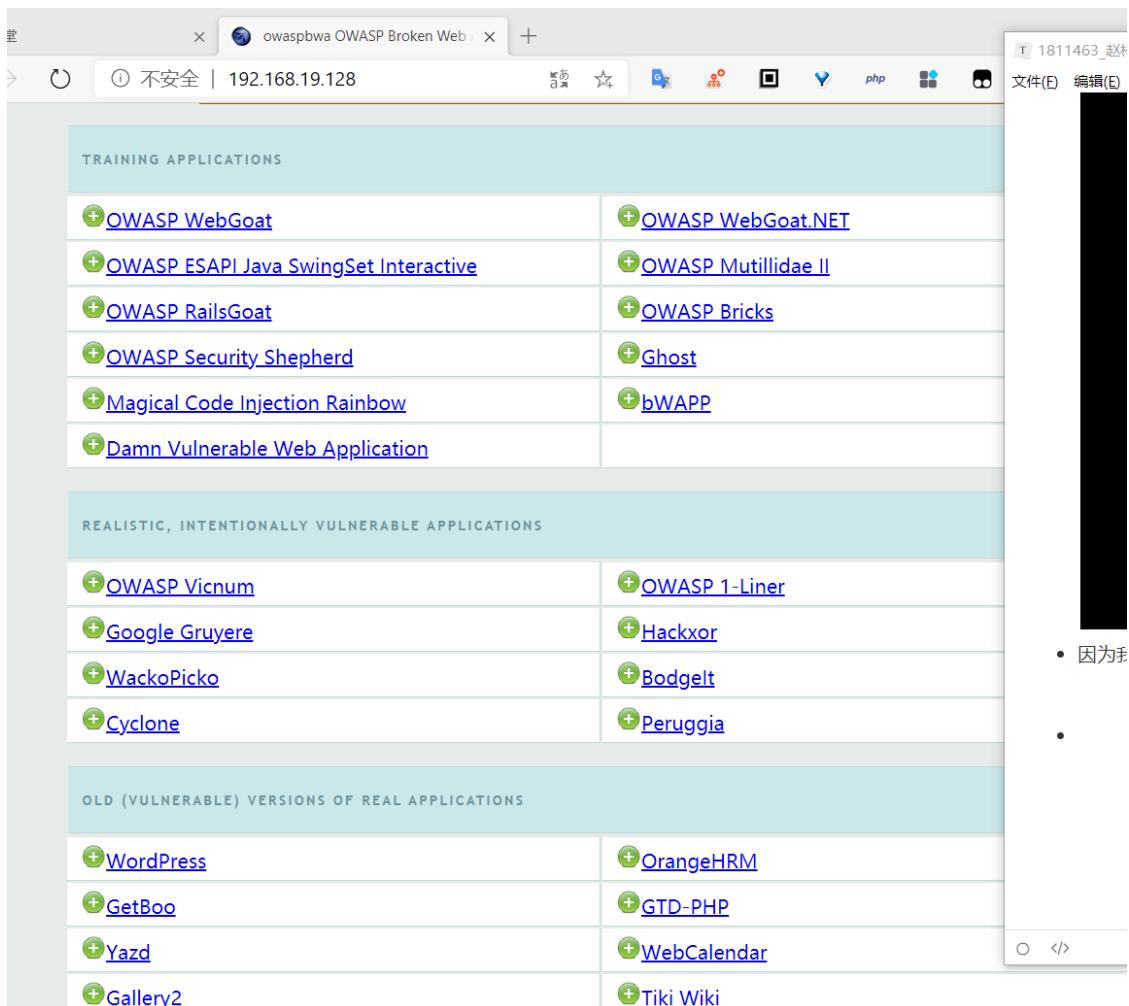 堂
owaspbwa OWASP Broken Web
不安全 | 192.168.19.128
php
T 1811463_赵
文件(F) 编辑(E)
TRAINING APPLICATIONS
OWASP WebGoat
OWASP WebGoat.NET
OWASP ESAPI Java SwingSet Interactive
OWASP Mutillidae II
OWASP RailsGoat
OWASP Bricks
OWASP Security Shepherd
Ghost
Magical Code Injection Rainbow
bWAPP
Damn Vulnerable Web Application
REALISTIC, INTENTIONALLY VULNERABLE APPLICATIONS
OWASP Vicnum
OWASP 1-Liner
Google Gruyere
Hackxor
WackoPicko
BodgeIt
Cyclone
Peruggia
因为我
OLD (VULNERABLE) VERSIONS OF REAL APPLICATIONS
WordPress
OrangeHRM
GetBoo
GTD-PHP
Yazd
WebCalendar
Gallery2
Tiki Wiki